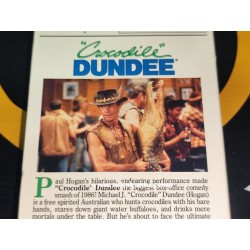 "Crocodile"
DUNDEE®
Paul Hogan's hilarious, endearing performance made
"Crocodile" Dundee the biggest box-office comedy
smash of 1986! Michael J. "Crocodile" Dundee (Hogan)
is a free spirited Australian who hunts crocodiles with his bare
hands, stares down giant water buffaloes, and drinks mere
mortals under the table. But he's about to face the ultimate